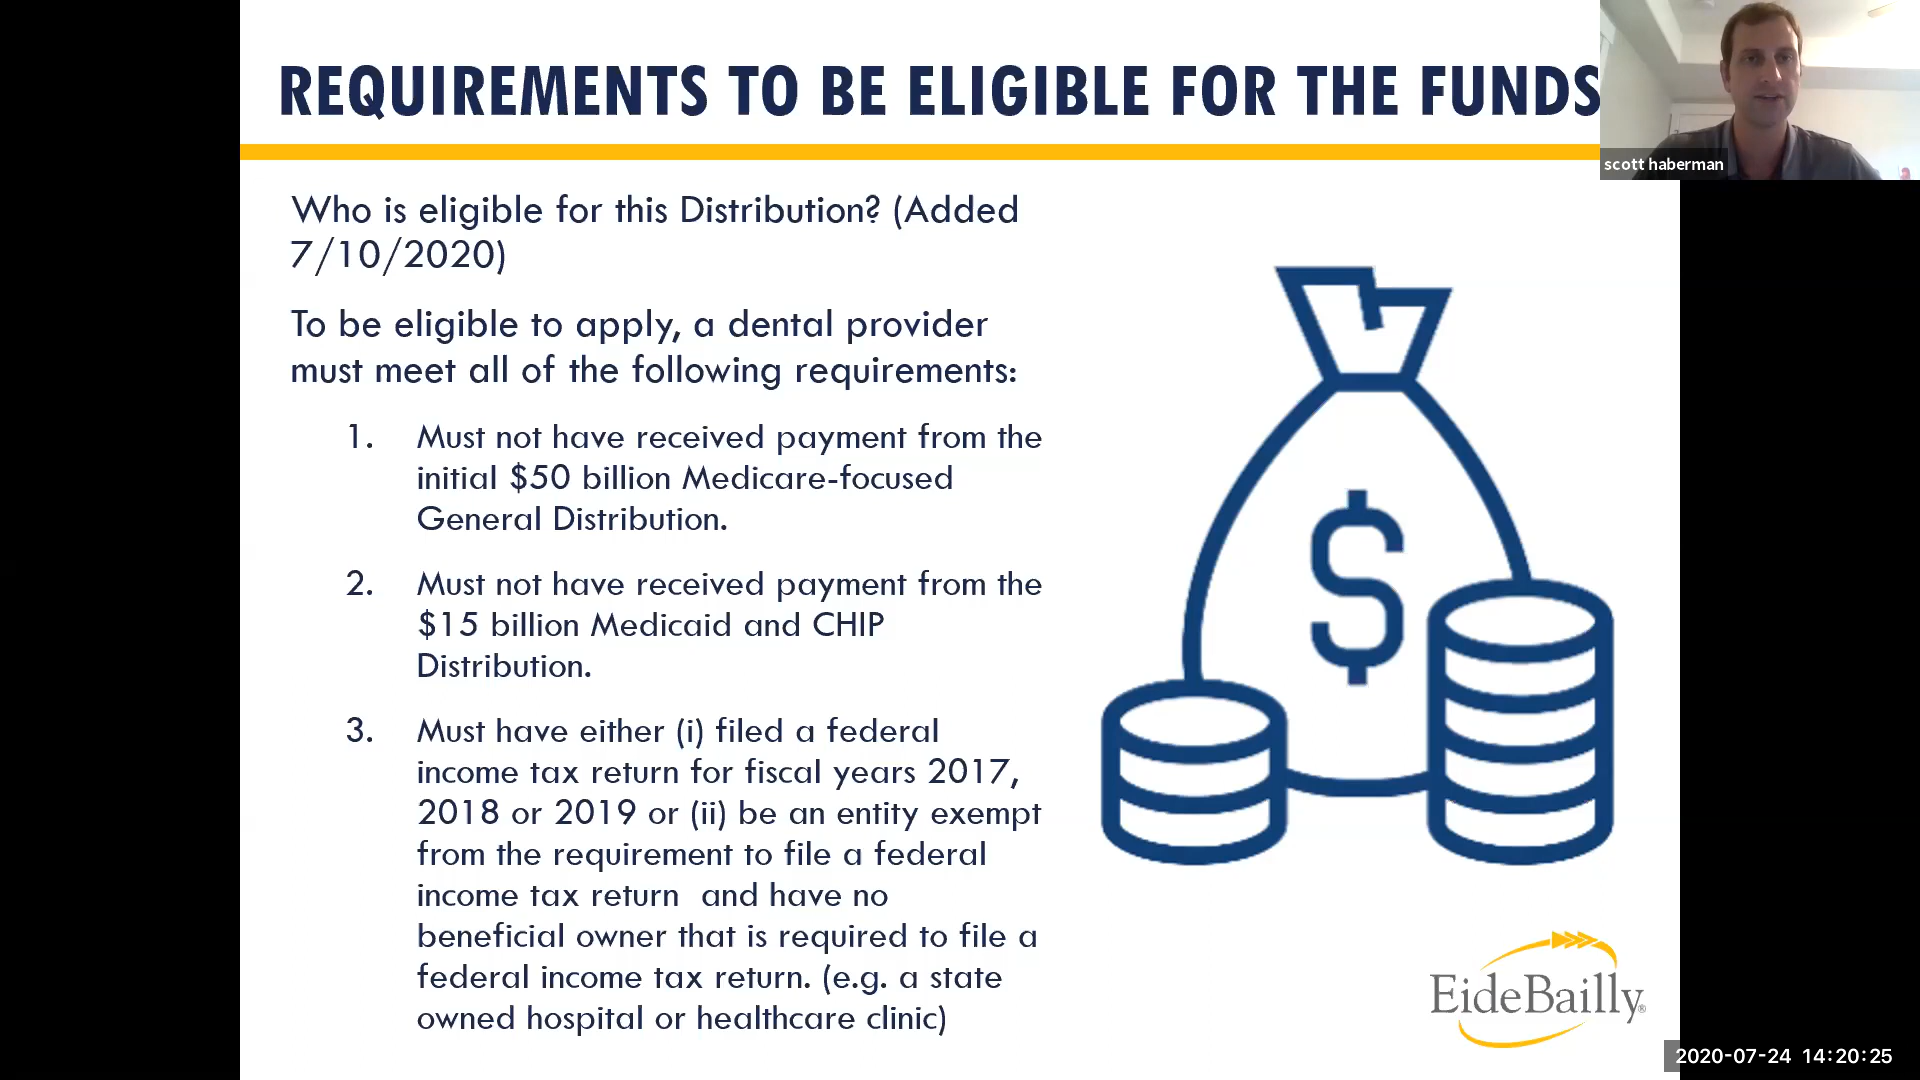 REQUIREMENTS TO BE ELIGIBLE FOR THE FUNDS
scott haberman
Who is eligible for this Distribution? (Added
7/10/2020)
To be eligible to apply, a dental provider
must meet all of the following requirements:
1. Must not have received payment from the
initial $50 billion Medicare-focused
General Distribution.
2. Must not have received payment from the
$15 billion Medicaid and CHIP
Distribution.
3. Must have either (i) filed a federal
income tax return for fiscal years 2017,
2018 or 2019 or (ii) be an entity exempt
from the requirement to file a federal
income tax return  and have no
beneficial owner that is required to file a
federal income tax return. (e.g. a state
owned hospital or healthcare clinic)
$
EideBailly®
2020-07-24 14:20:25